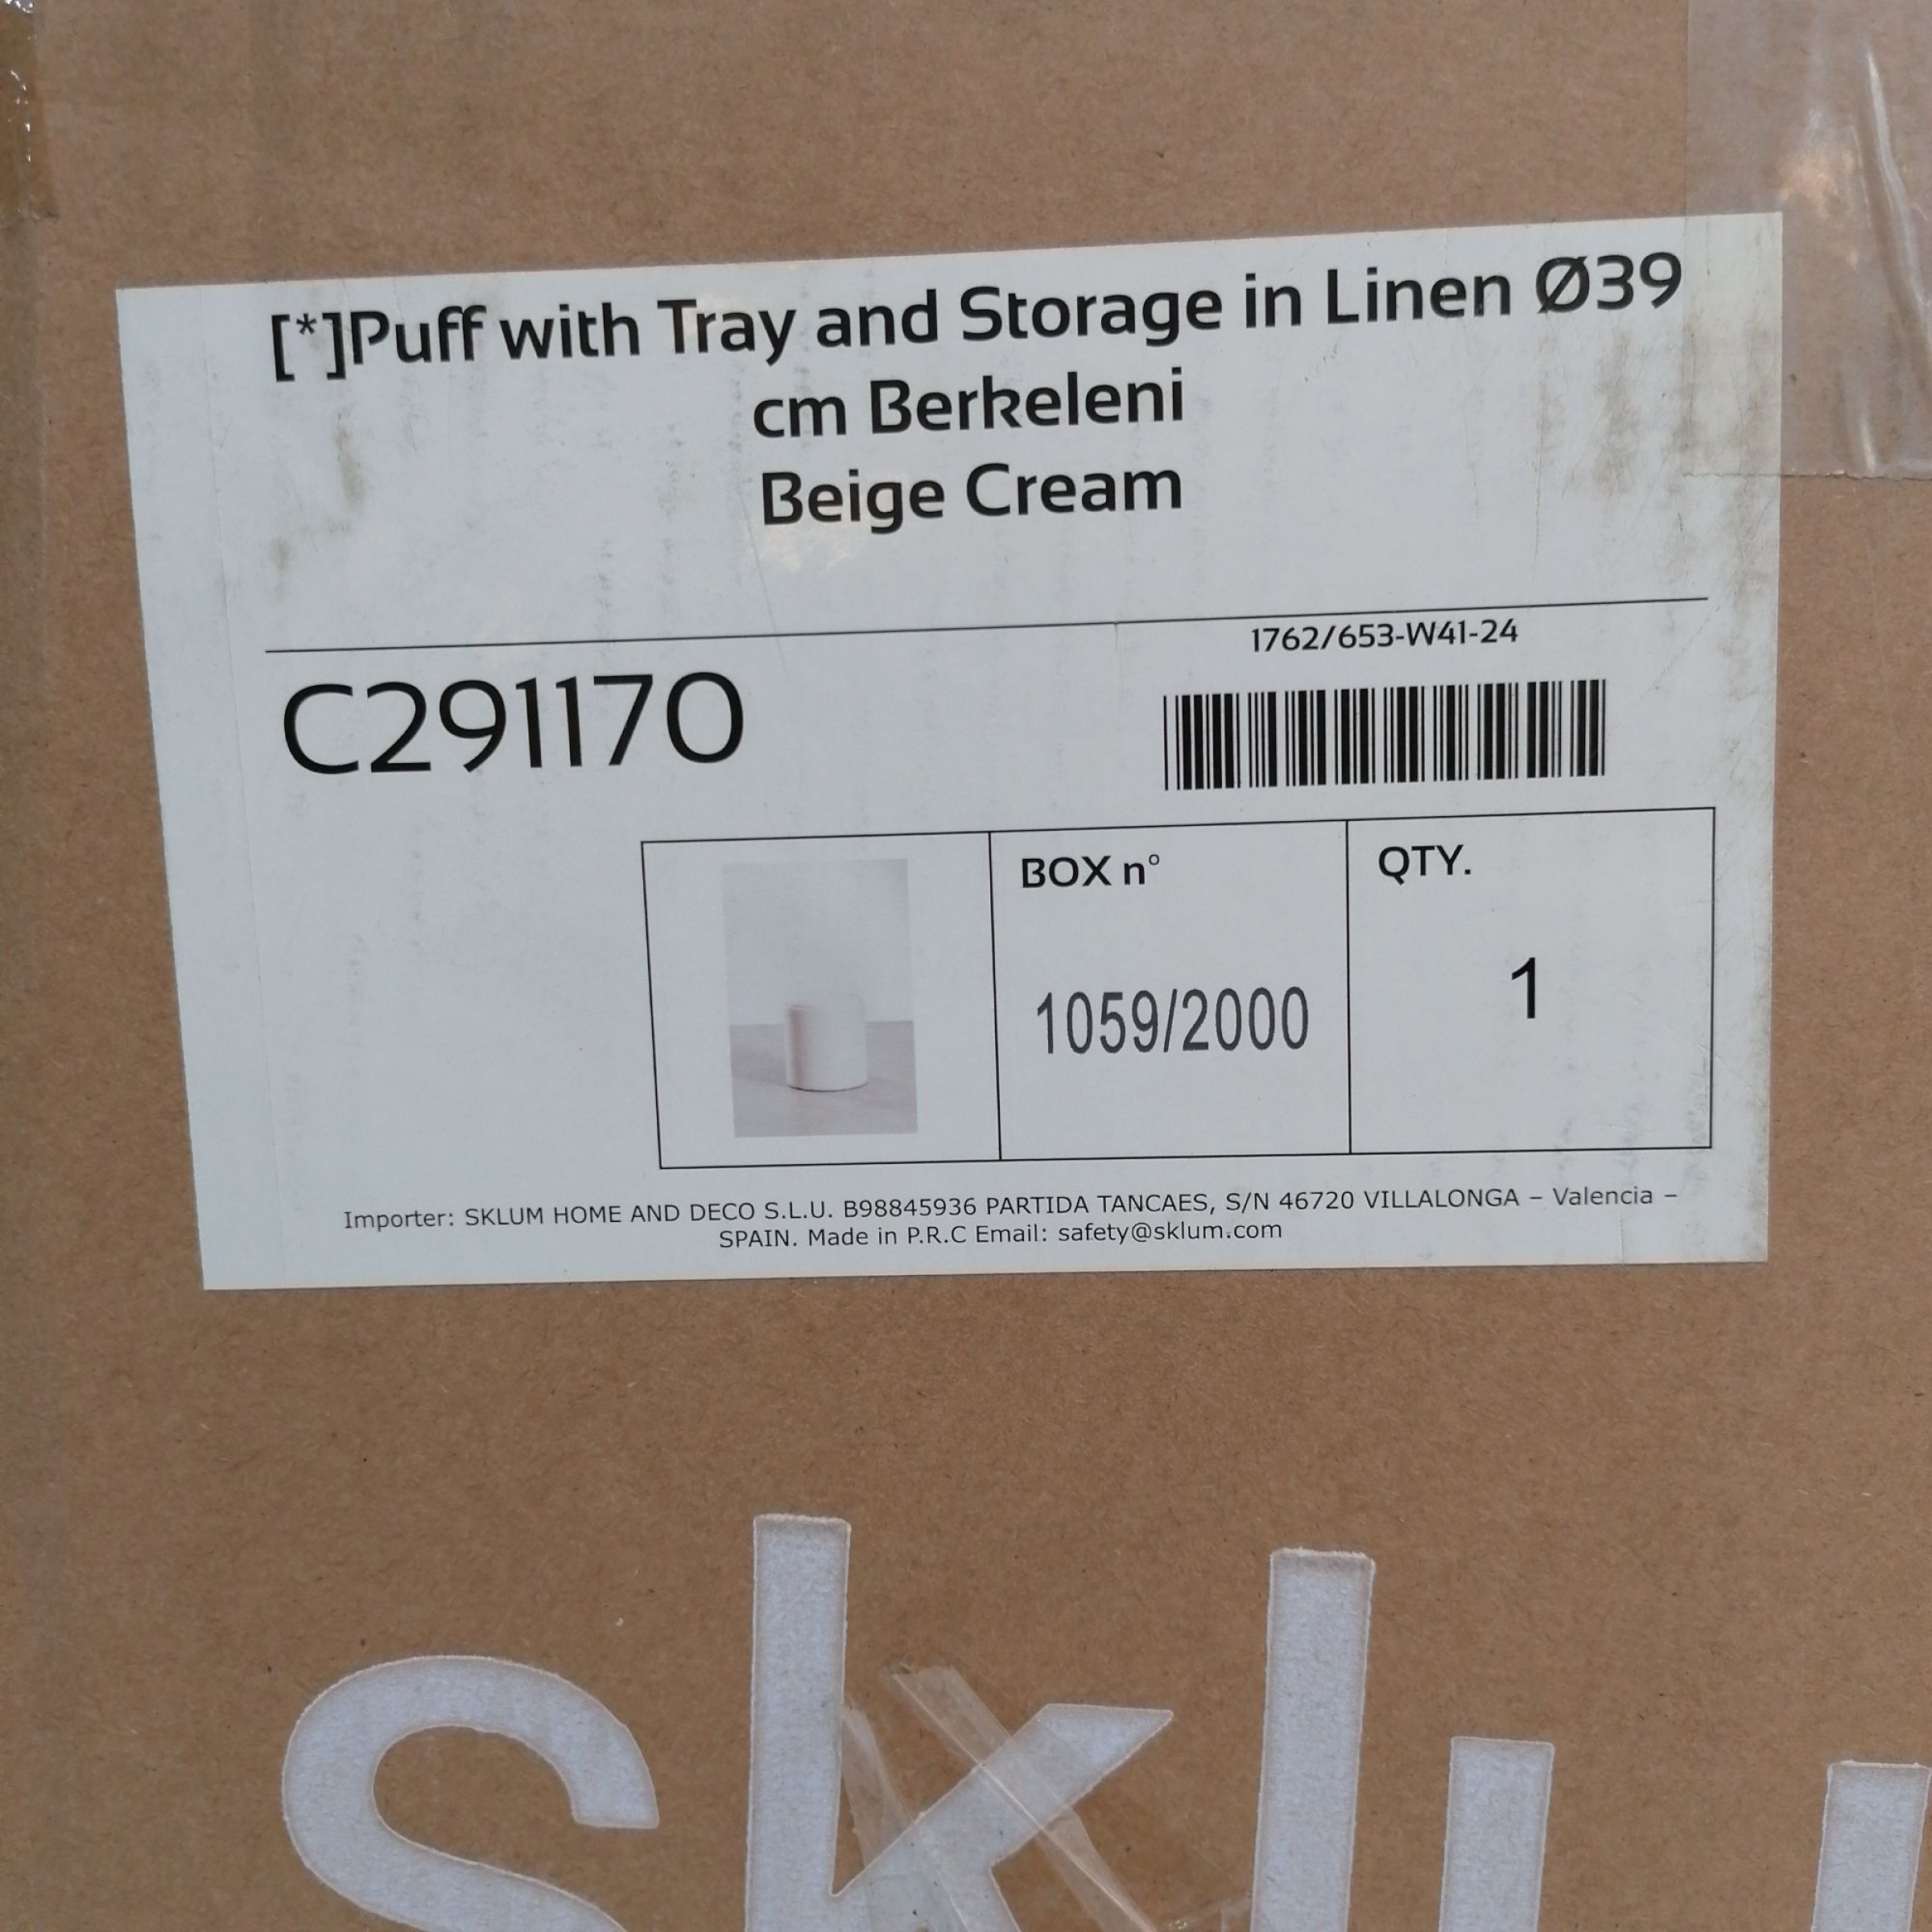 [*]Puff with Tray and Storage in Linen Ø39
cm Berkeleni
Beige Cream
1762/653-W41-24
C291170
BOX nº
QTY.
1059/2000
1
Importer: SKLUM HOME AND DECO S.L.U. B98845936 PARTIDA TANCAES, S/N 46720 VILLALONGA – Valencia –
SPAIN. Made in P.R.C Email: safety@sklum.com
sklu